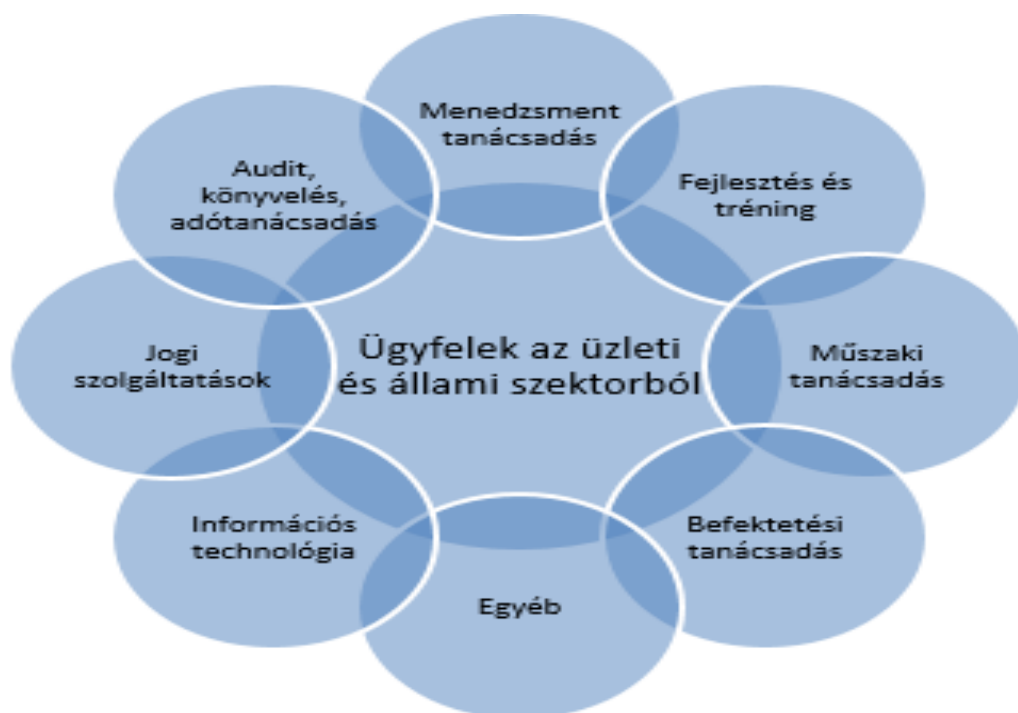 Menedzsment
tanácsadás
Fejlesztés és
tréning
Műszaki
tanácsadás
Befektetési
tanácsadás
Egyéb
Információs
technológia
Jogi
szolgáltatások
Audit,
könyvelés,
adótanácsadás
Ügyfelek az üzleti
és állami szektorból